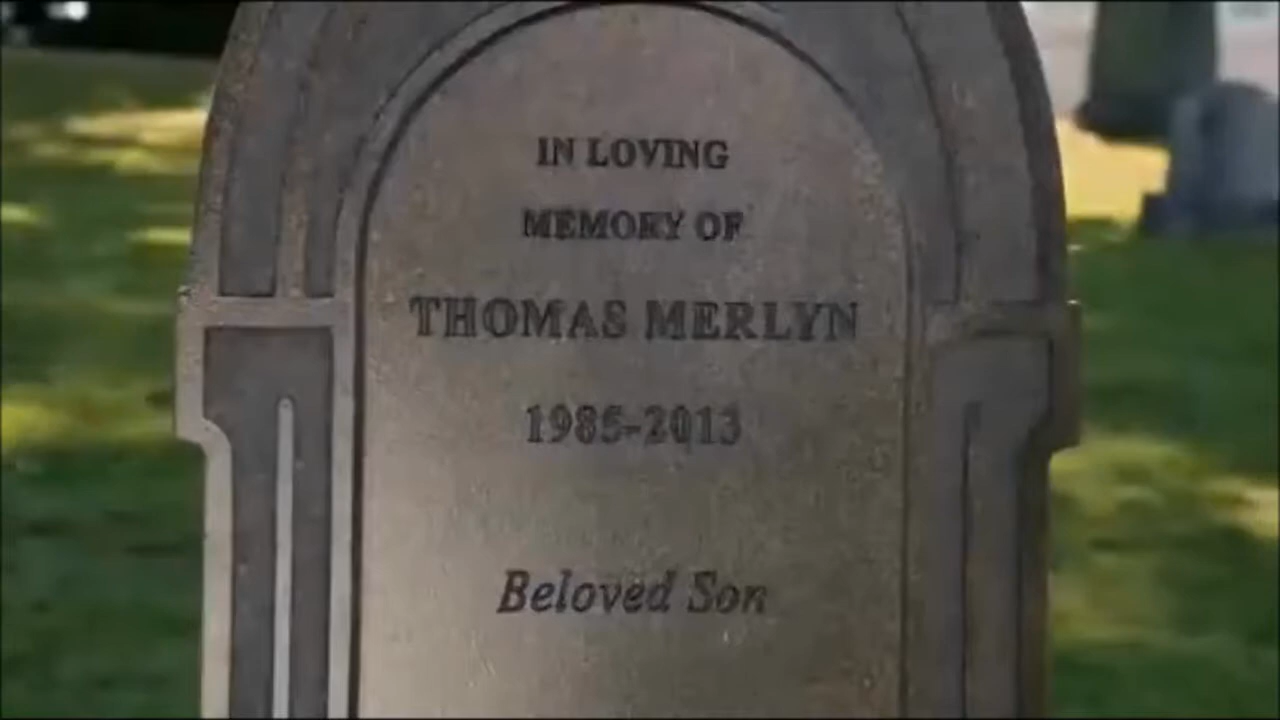 IN LOVING
MEMORY OF
THOMAS MERLYN
1985-2013
Beloved Son